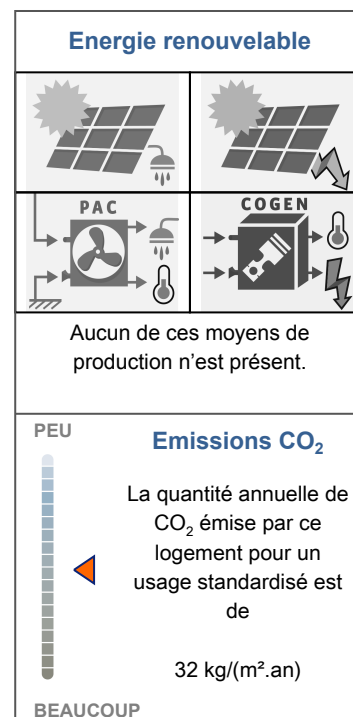 Energie renouvelable
PAC
COGEN
Aucun de ces moyens de
production n'est présent.
PEU
Emissions CO₂
La quantité annuelle de
CO₂ émise par ce
logement pour un
usage standardisé est
de
32 kg/(m².an)
BEAUCOUP